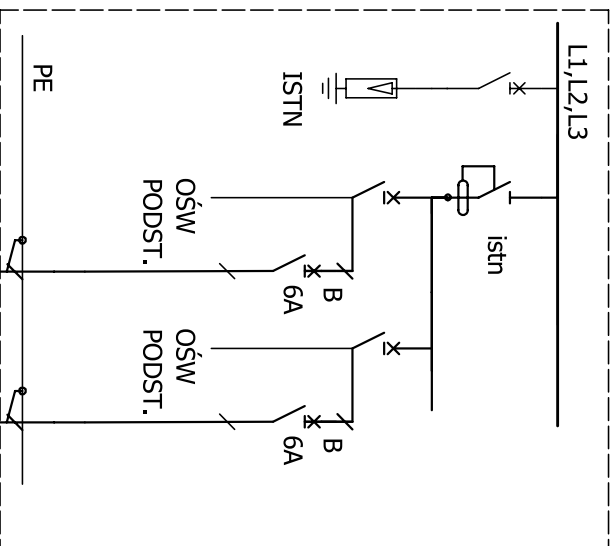 L1,L2,L3
ISTN
istn
PE
OŚW
PODST.
B
6A
OŚW
PODST.
B
6A